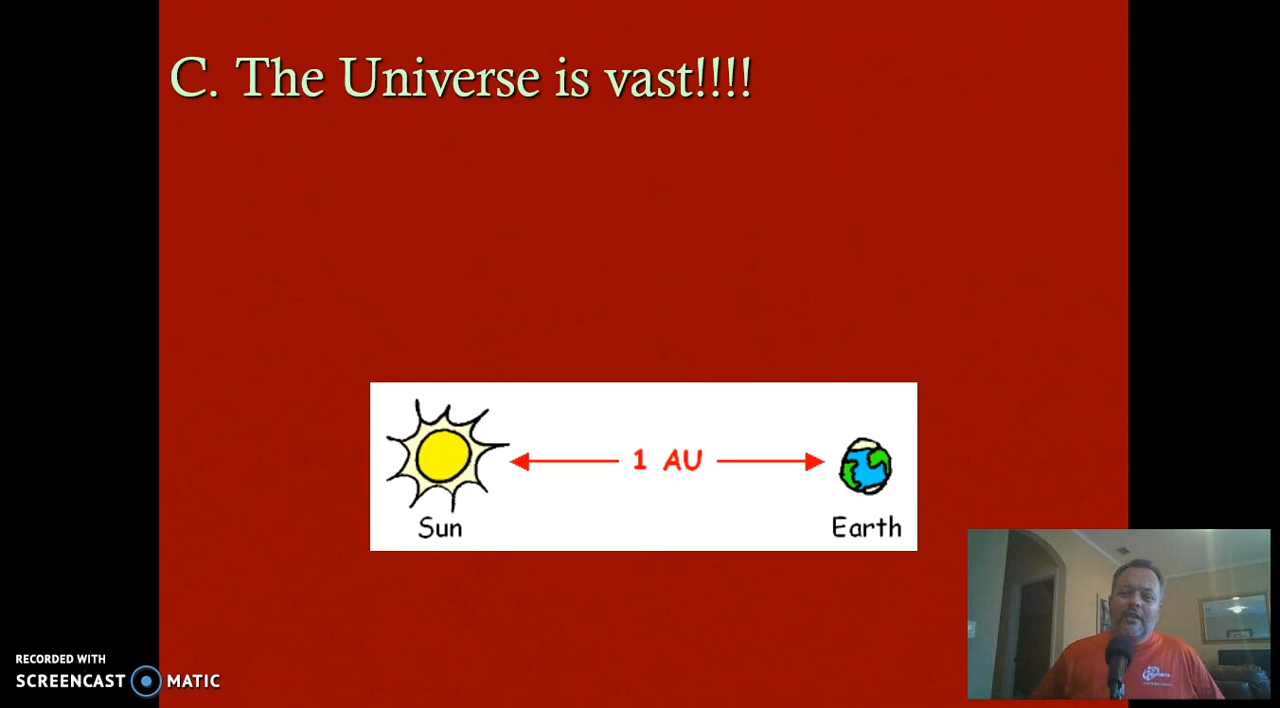 C. The Universe is vast!!!!
1 AU
Sun
Earth
RECORDED WITH
SCREENCAST MATIC